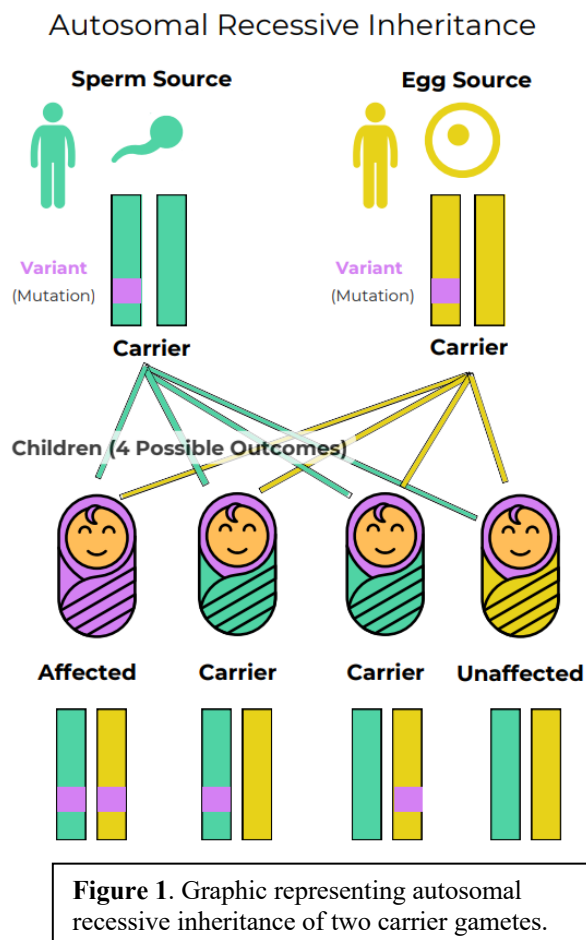 Autosomal Recessive Inheritance
Sperm Source
Egg Source
Variant
(Mutation)
Variant
(Mutation)
Carrier
Carrier
Children (4 Possible Outcomes)
Affected
Carrier
Carrier
Unaffected
Figure 1. Graphic representing autosomal
recessive inheritance of two carrier gametes.